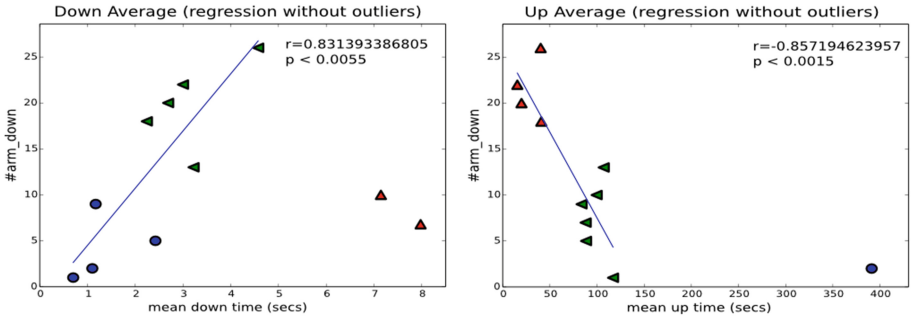 Down Average (regression without outliers)
r=0.831393386805
p < 0.0055
#arm_down
25
20
15
10
5
0
0 1 2 3 4 5 6 7 8
mean down time (secs)
Up Average (regression without outliers)
r=-0.857194623957
p < 0.0015
#arm_down
25
20
15
10
5
0
0 50 100 150 200 250 300 350 400
mean up time (secs)